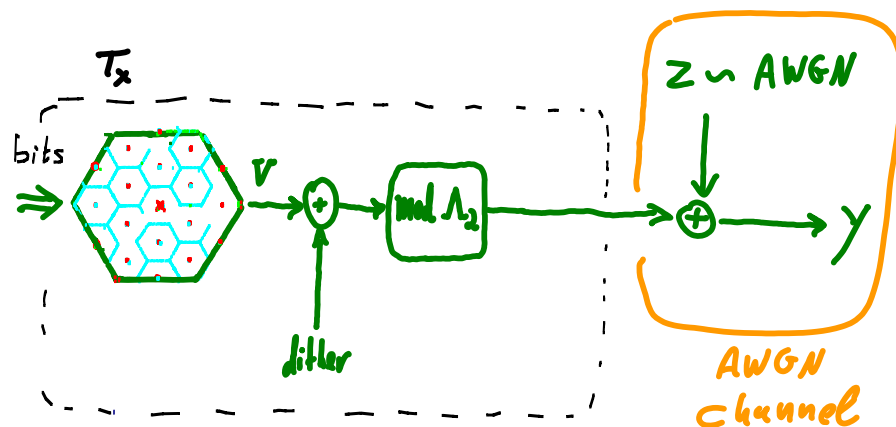 Tx
bits
V
+
mod Λ2
dither
Z ~ AWGN
+
y
AWGN
channel